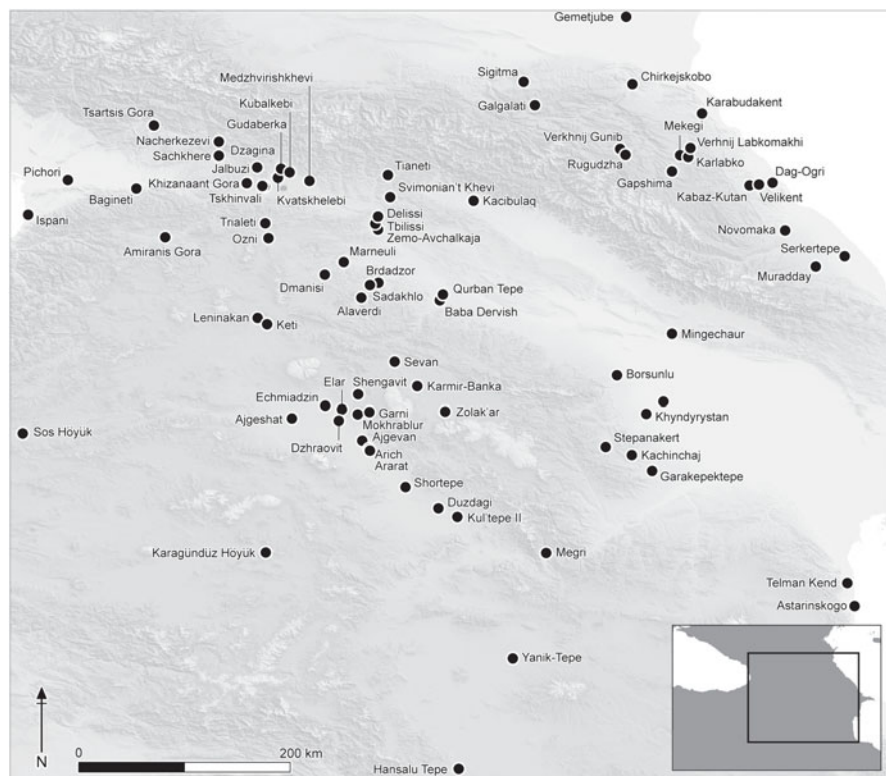 Gemetjube
Medzhvirishkhevi
Sigitma
Chirkejskobo
Kubalkebi
Galgalati
Karabudakent
Tsartsis Gora
Gudaberka
Mekegi
Nacherkezevi
Dzagina
Verkhnij Gunib
Verhnij Labkomakhi
Sachkhere
Rugudzha
Karlabko
Jalbuzi
Tianeti
Pichori
Khizanaant Gora
Gapshima
Dag-Ogri
Bagineti
Tskhinvali
Kvatskhelebi
Svimonian't Khevi
Kacibulaq
Kabaz-Kutan
Velikent
Ispani
Trialeti
Delissi
Tbilissi
Novomaka
Amiranis Gora
Ozni
Zemo-Avchalkaja
Serkertepe
Marneuli
Muradday
Dmanisi
Brdadzor
Sadakhlo
Qurban Tepe
Alaverdi
Baba Dervish
Leninakan
Keti
Mingechaur
Sevan
Borsunlu
Elar
Shengavit
Karmir-Banka
Echmiadzin
Ajgeshat
Garni
Zolak'ar
Khyndyrystan
Mokhrablur
Sos Höyük
Dzhraovit
Ajgevan
Stepanakert
Arich
Kachinchaj
Ararat
Garakepektepe
Shortepe
Duzdagi
Kul'tepe II
Karagündüz Höyük
Megri
Telman Kend
Astarinskogo
Yanik-Tepe
N
0
200 km
Hansalu Tepe